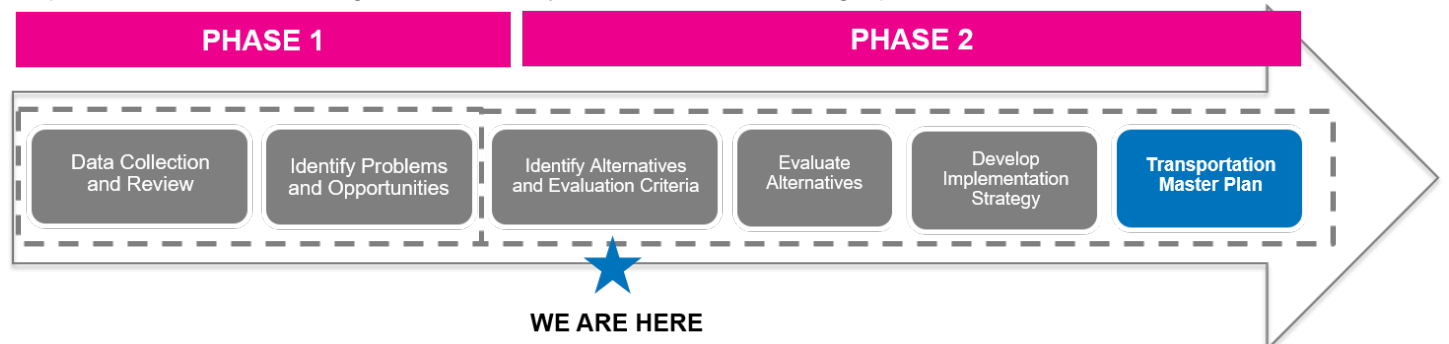 PHASE 1
PHASE 2
Data Collection
and Review
Identify Problems
and Opportunities
Identify Alternatives
and Evaluation Criteria
Evaluate
Alternatives
Develop
Implementation
Strategy
Transportation
Master Plan
WE ARE HERE